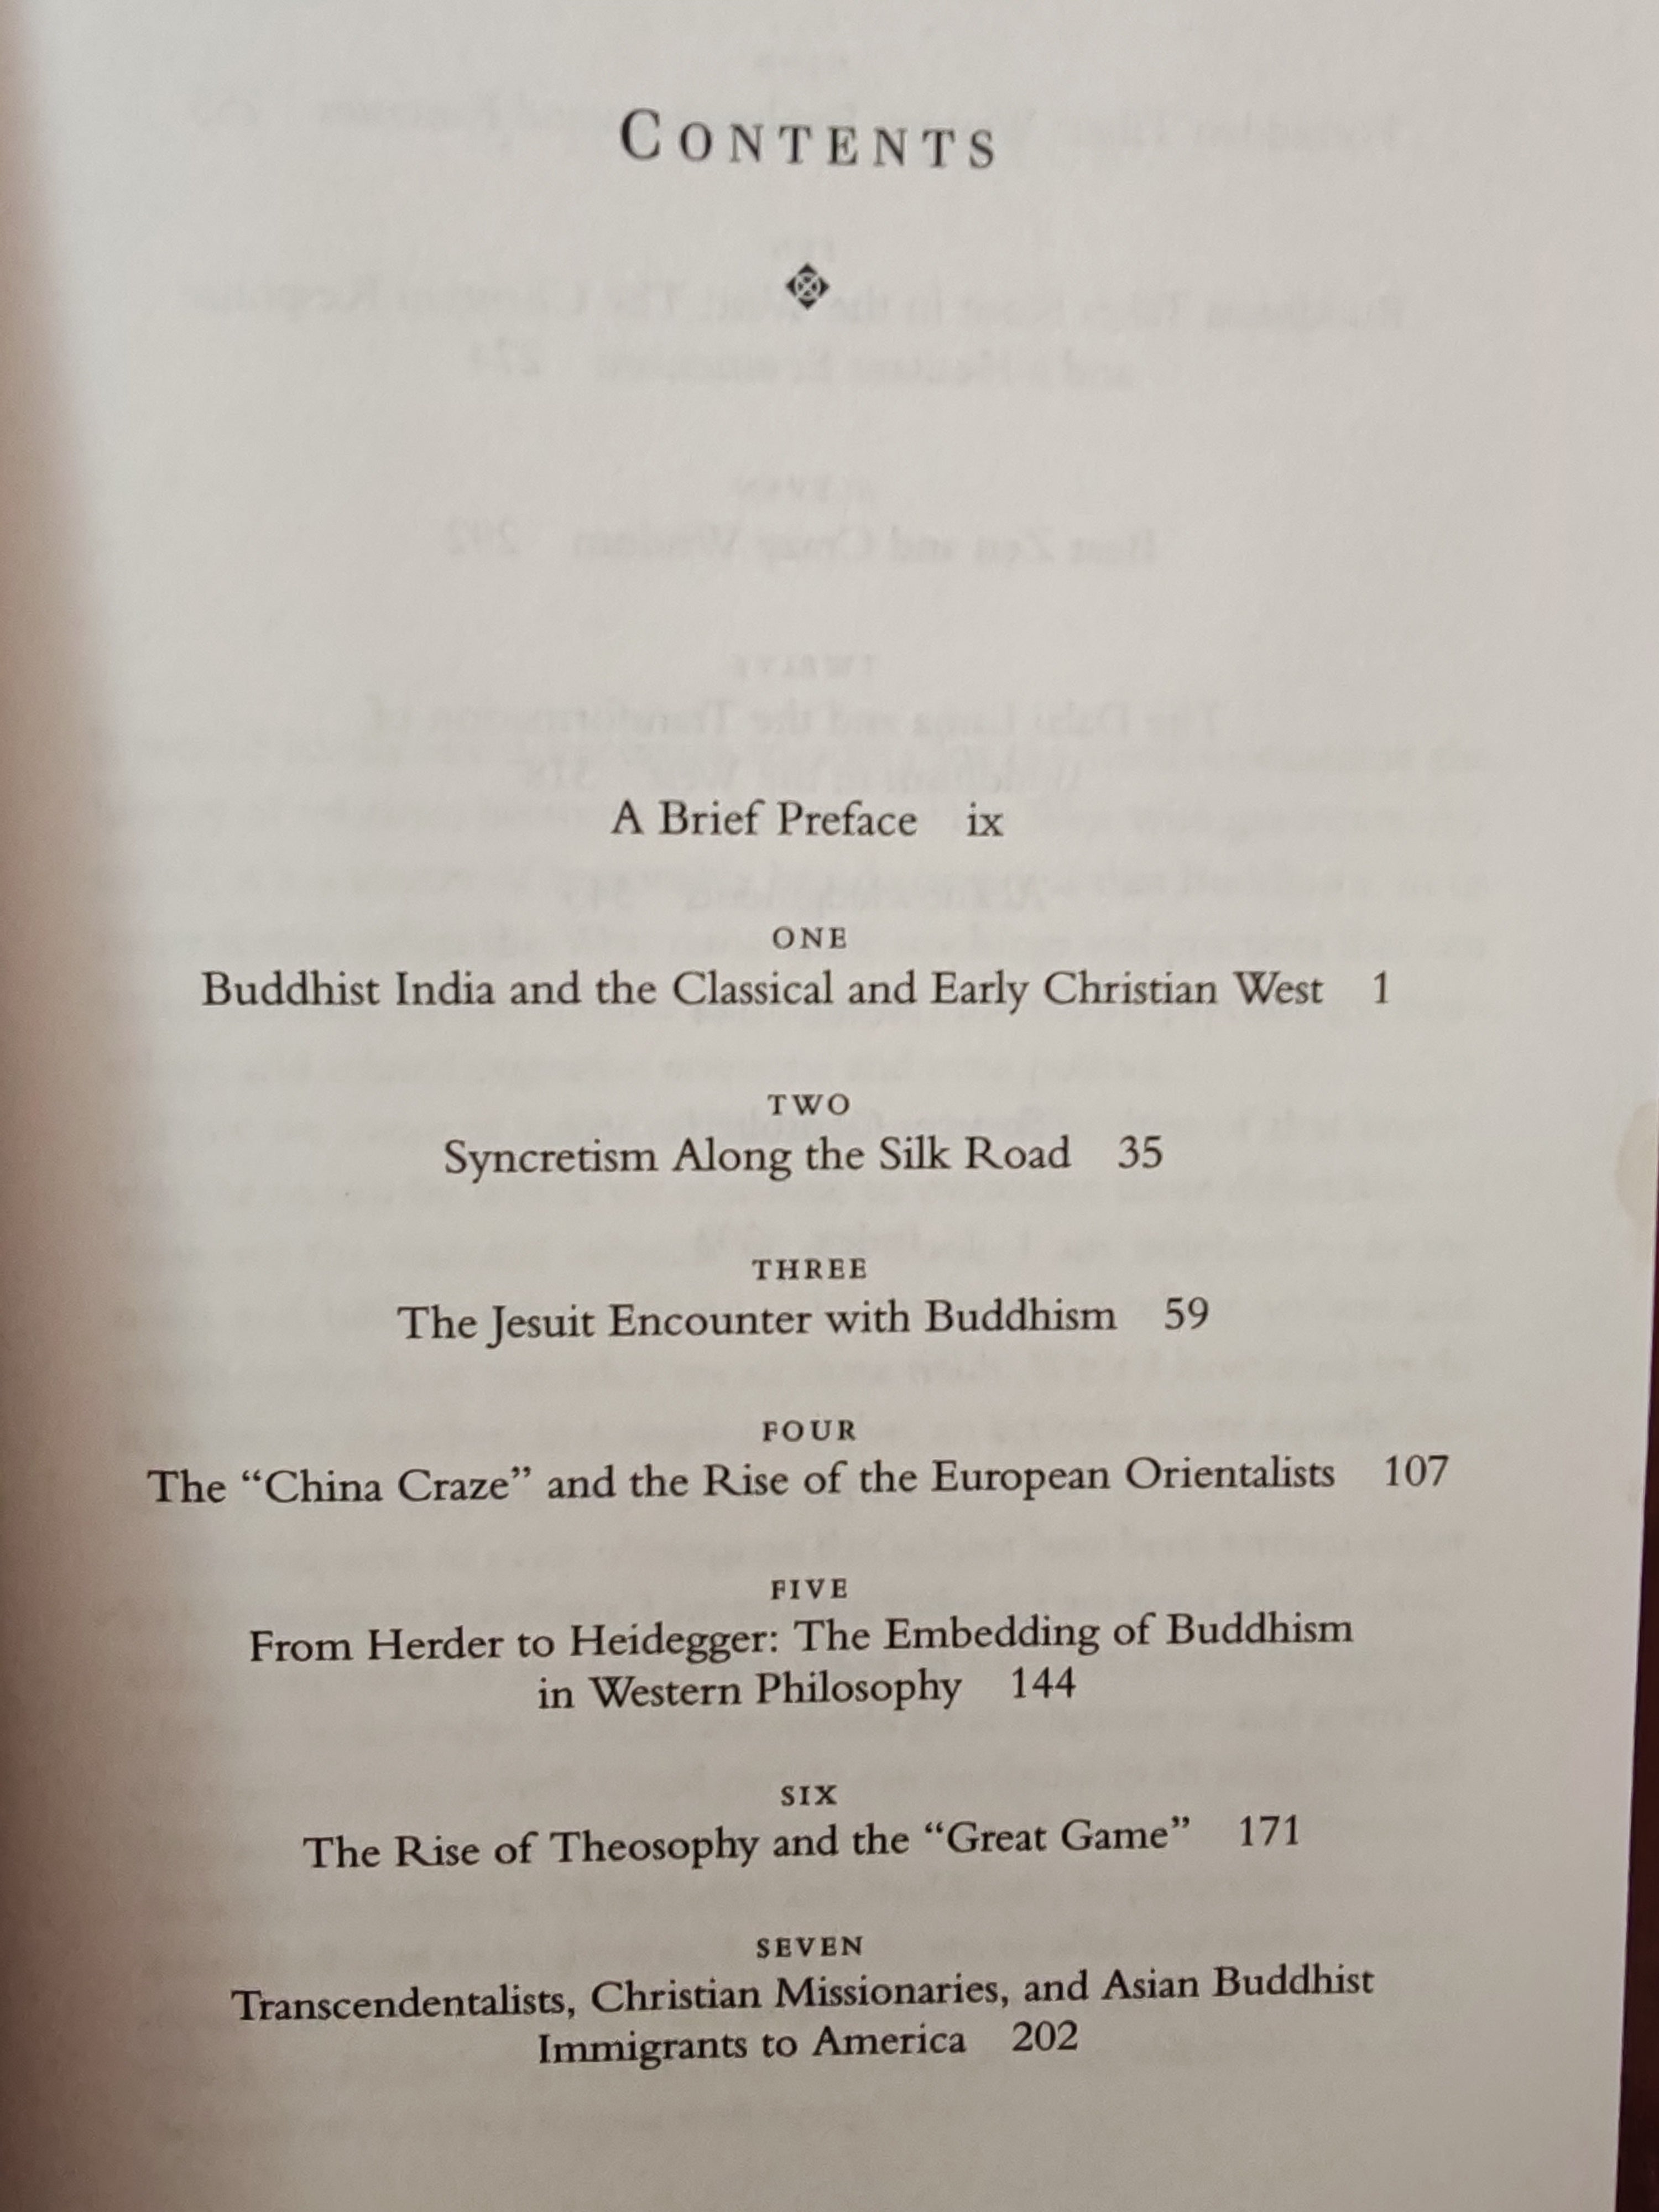 CONTENTS
A Brief Preface ix
ONE
Buddhist India and the Classical and Early Christian West 1
TWO
Syncretism Along the Silk Road 35
THREE
The Jesuit Encounter with Buddhism 59
FOUR
The “China Craze” and the Rise of the European Orientalists 107
FIVE
From Herder to Heidegger: The Embedding of Buddhism
in Western Philosophy 144
SIX
The Rise of Theosophy and the “Great Game” 171
SEVEN
Transcendentalists, Christian Missionaries, and Asian Buddhist
Immigrants to America 202